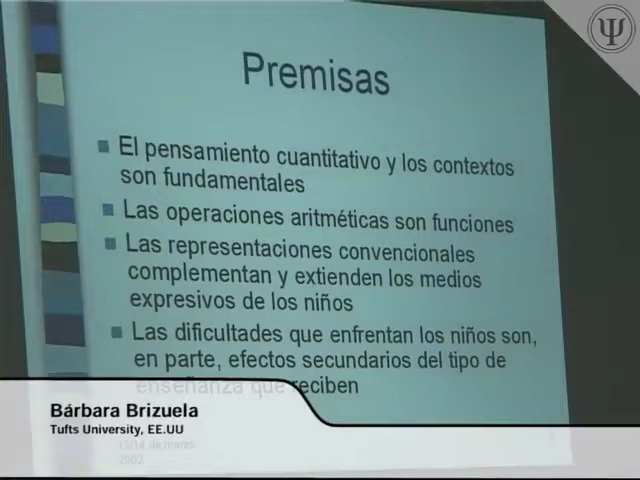 Ψ
Premisas
El pensamiento cuantitativo y los contextos
son fundamentales
Las operaciones aritméticas son funciones
Las representaciones convencionales
complementan y extienden los medios
expresivos de los niños
Las dificultades que enfrentan los niños son,
en parte, efectos secundarios del tipo de
enseñanza que reciben
Bárbara Brizuela
Tufts University, EE.UU
de marzo
2002